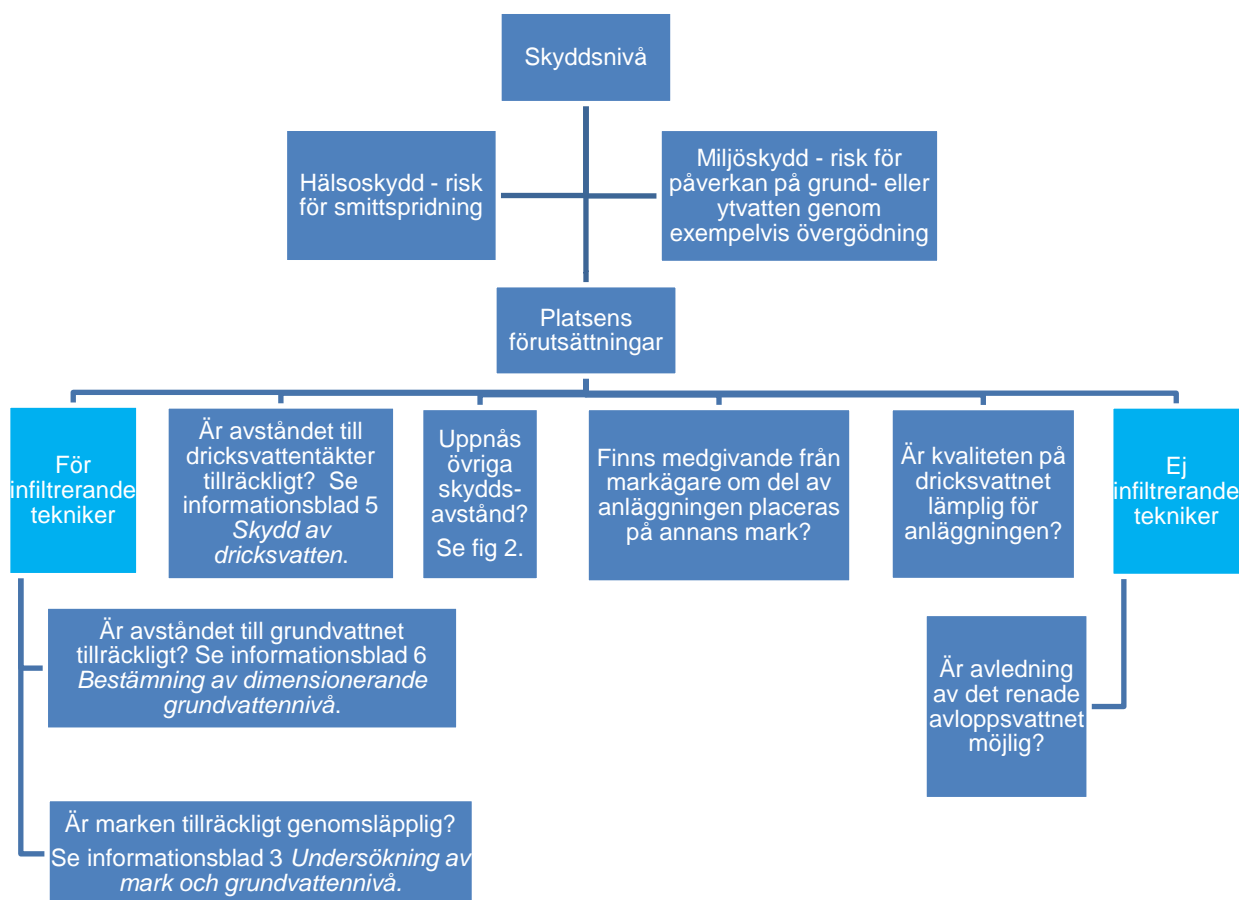 Skyddsnivå
Hälsoskydd - risk
för smittspridning
Miljöskydd - risk för
påverkan på grund- eller
ytvatten genom
exempelvis övergödning
Platsens
förutsättningar
För
infiltrerande
tekniker
Är avståndet till
dricksvattentäkter
tillräckligt? Se
informationsblad 5
Skydd av
dricksvatten.
Uppnås
övriga
skydds-
avstånd?
Se fig 2.
Finns medgivande från
markägare om del av
anläggningen placeras
på annans mark?
Är kvaliteten på
dricksvattnet
lämplig för
anläggningen?
Ej
infiltrerande
tekniker
Är avståndet till grundvattnet
tillräckligt? Se informationsblad 6
Bestämning av dimensionerande
grundvattennivå.
Är avledning
av det renade
avloppsvattnet
möjlig?
Är marken tillräckligt genomsläpplig?
Se informationsblad 3 Undersökning av
mark och grundvattennivå.